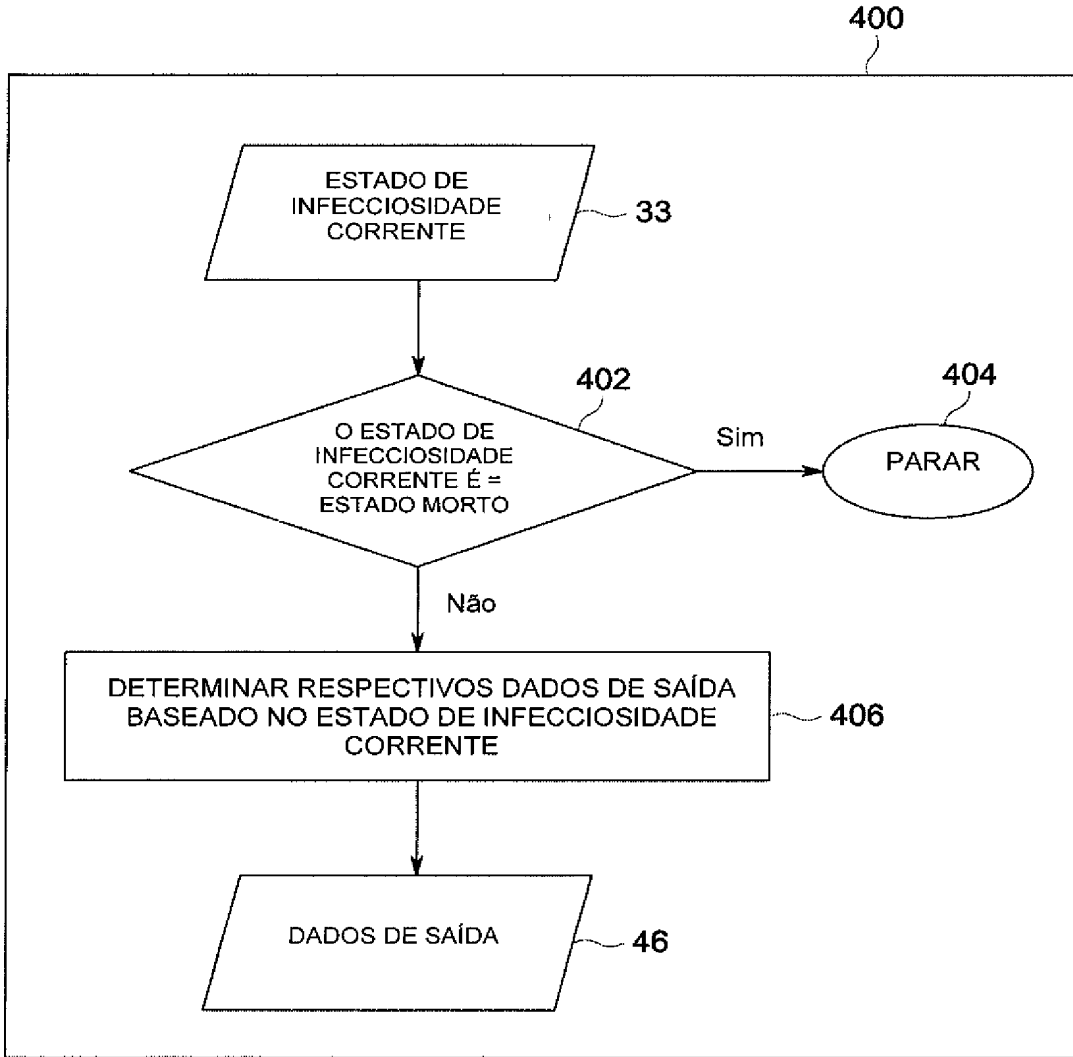 400
ESTADO DE
INFECCIOSIDADE
CORRENTE
33
402
O ESTADO DE
INFECCIOSIDADE
CORRENTE É =
ESTADO MORTO
Sim
404
PARAR
Não
DETERMINAR RESPECTIVOS DADOS DE SAÍDA
BASEADO NO ESTADO DE INFECCIOSIDADE
CORRENTE
406
DADOS DE SAÍDA
46